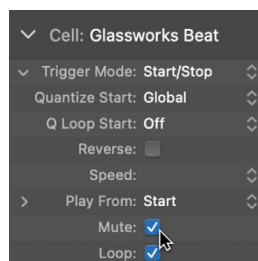 Cell: Glassworks Beat
Trigger Mode: Start/Stop
Quantize Start: Global
Q Loop Start: Off
Reverse:
Speed:
Play From: Start
Mute:
Loop: